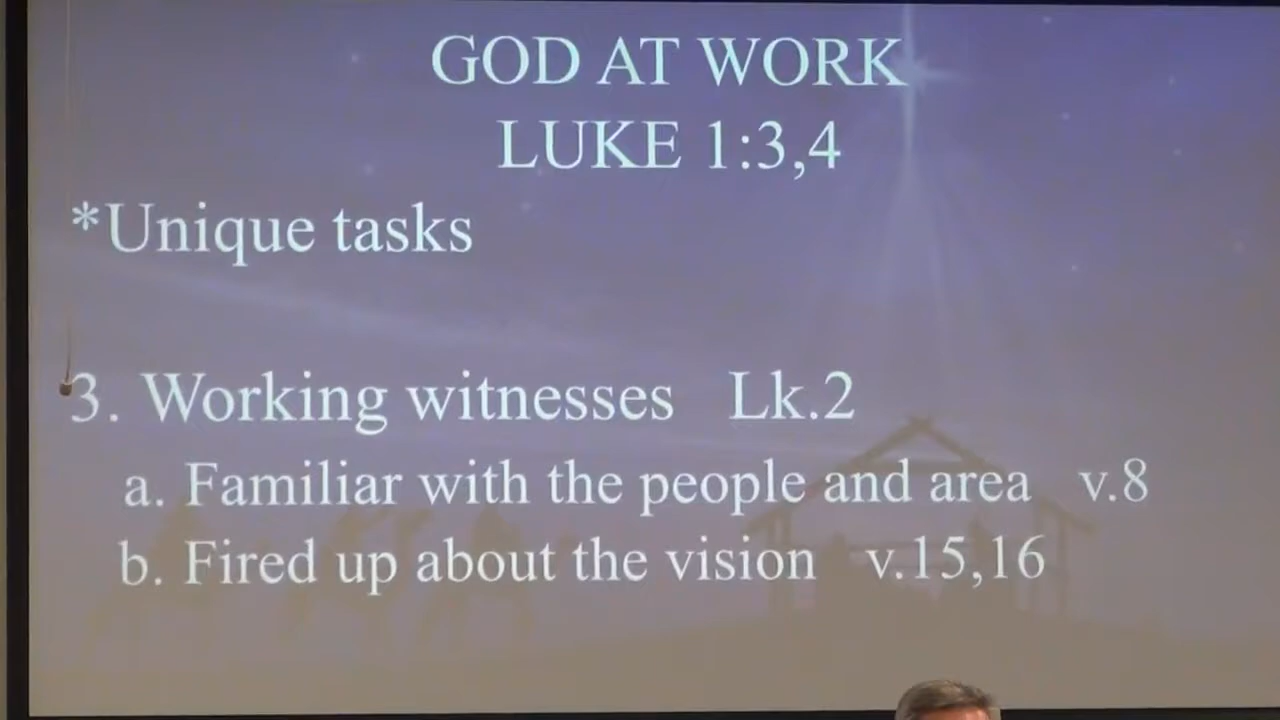 GOD AT WORK
LUKE 1:3,4
*Unique tasks
3. Working witnesses Lk.2
a. Familiar with the people and area v.8
b. Fired up about the vision v.15,16